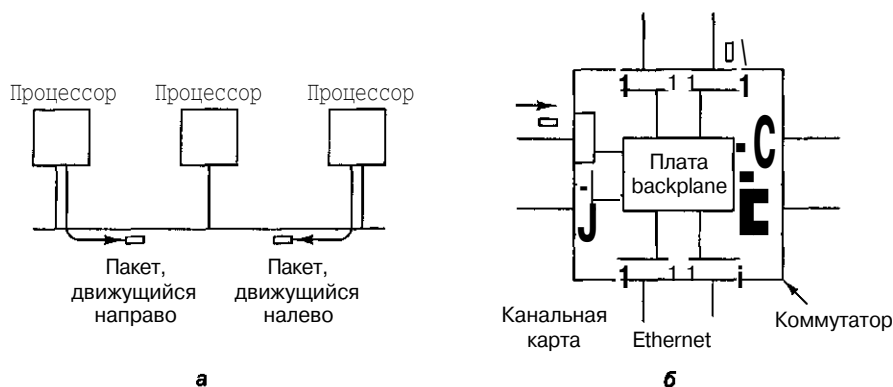 Процессор Процессор Процессор
Пакет,
движущийся
направо
Пакет,
движущийся
налево
а
Плата
backplane
Канальная
карта
Ethernet
Коммутатор
б